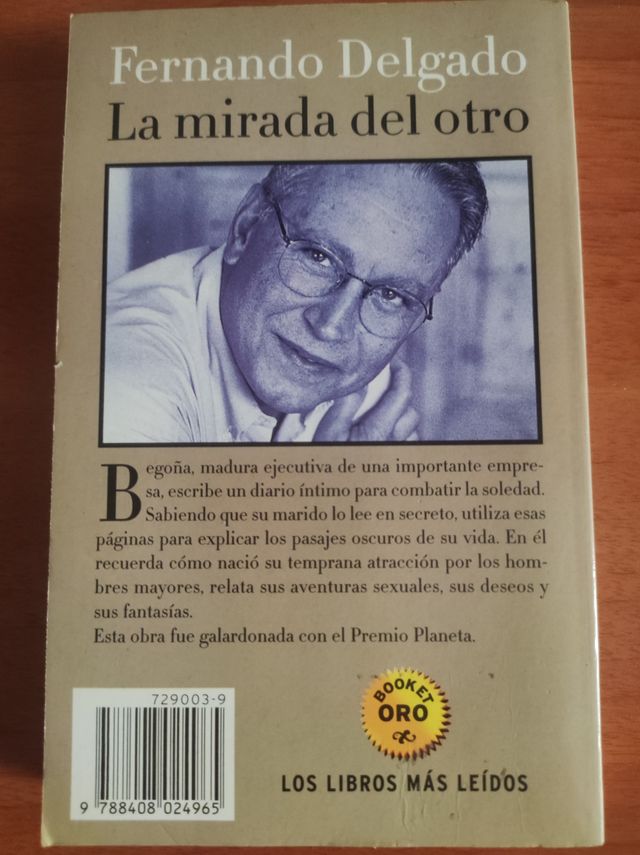 Fernando Delgado
La mirada del otro
Begoña, madura ejecutiva de una importante empre-
sa, escribe un diario íntimo para combatir la soledad.
Sabiendo que su marido lo lee en secreto, utiliza esas
páginas para explicar los pasajes oscuros de su vida. En él
recuerda cómo nació su temprana atracción por los hom-
bres mayores, relata sus aventuras sexuales, sus deseos y
sus fantasías.
Esta obra fue galardonada con el Premio Planeta.
729003-9
9 788408 024965
BOOKET
ORO
LOS LIBROS MÁS LEÍDOS